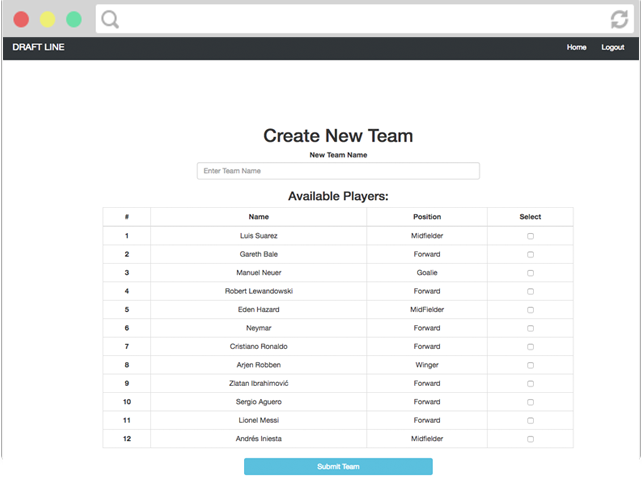 DRAFT LINE Home Logout
Create New Team
New Team Name
Enter Team Name
Available Players:
# Name Position Select
1 Luis Suarez Midfielder
2 Gareth Bale Forward
3 Manuel Neuer Goalie
4 Robert Lewandowski Forward
5 Eden Hazard MidFielder
6 Neymar Forward
7 Cristiano Ronaldo Forward
8 Arjen Robben Winger
9 Zlatan Ibrahimović Forward
10 Sergio Aguero Forward
11 Lionel Messi Forward
12 Andrés Iniesta Midfielder
Submit Team